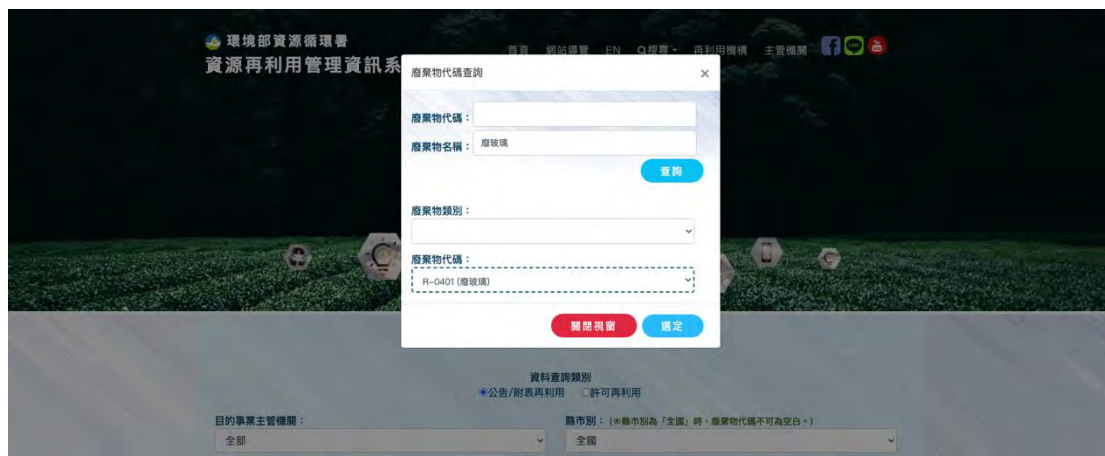 環境部資源循環署
首頁 網站導覽 EN 搜尋 再利用機構 主管機關
資源再利用管理資訊系
廢棄物代碼查詢 ×
廢棄物代碼：
廢棄物名稱： 廢玻璃
查詢
廢棄物類別：
廢棄物代碼：
R-0401 (廢玻璃)
關閉視窗 選定
資料查詢類別
公告/附表再利用 許可再利用
目的事業主管機關：
全部
縣市別：(※縣市別為「全國」時，廢棄物代碼不可為空白。)
全國